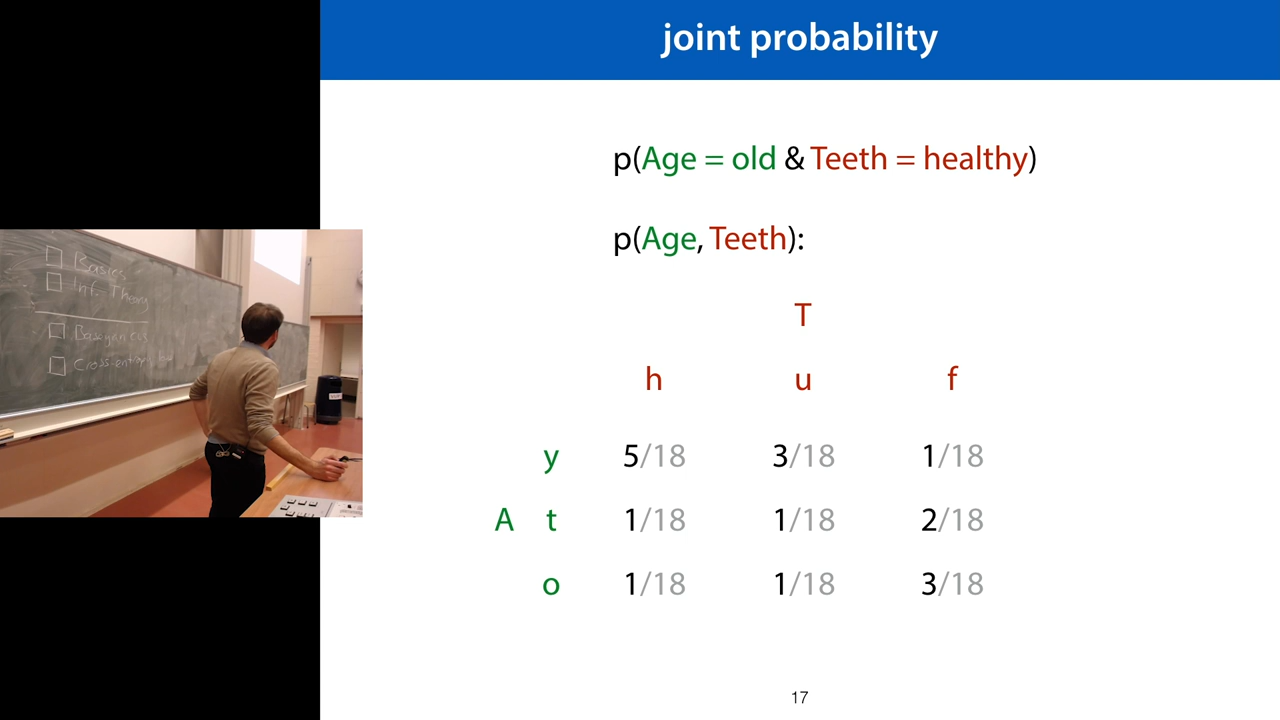 joint probability
p(Age = old & Teeth = healthy)
p(Age, Teeth):
T
h u f
y 5/18 3/18 1/18
A t 1/18 1/18 2/18
o 1/18 1/18 3/18
17
Basics
Inf. Theory
Cross-entropy